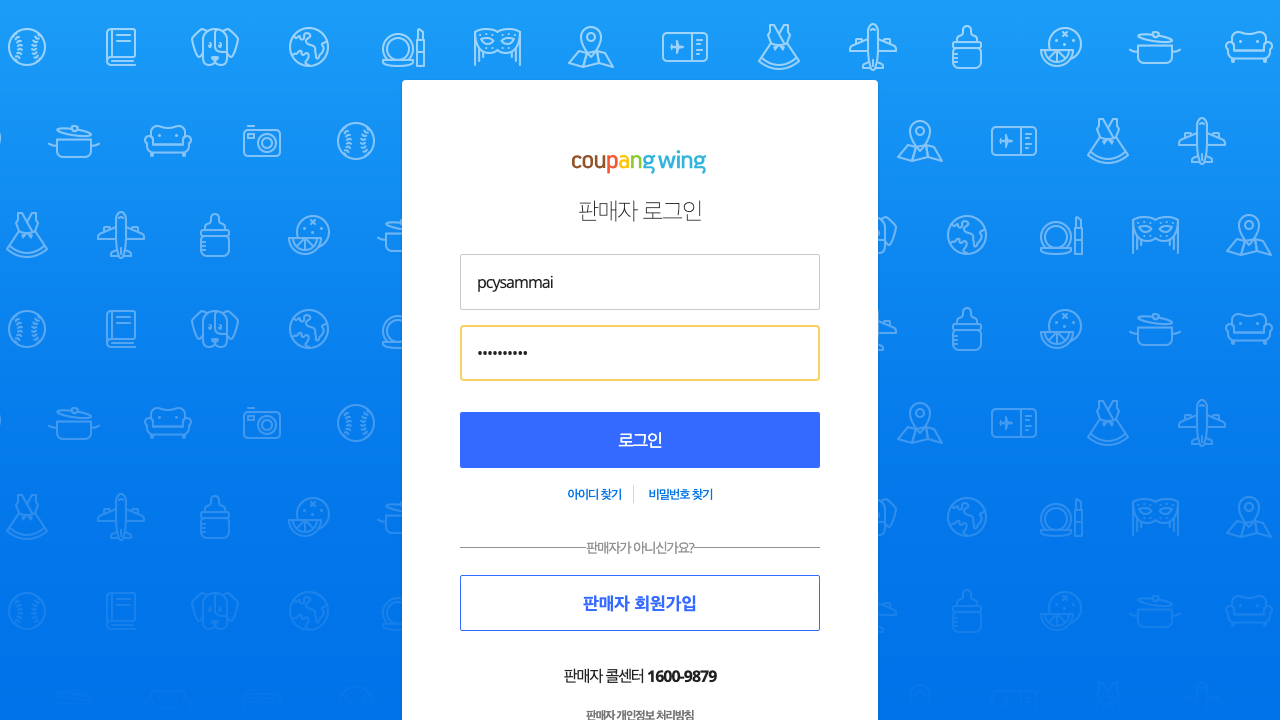 coupang wing
판매자 로그인
pcysammai
••••••••••
로그인
아이디 찾기
비밀번호 찾기
판매자가 아니신가요?
판매자 회원가입
판매자 콜센터 1600-9879
판매자 개인정보 처리방침